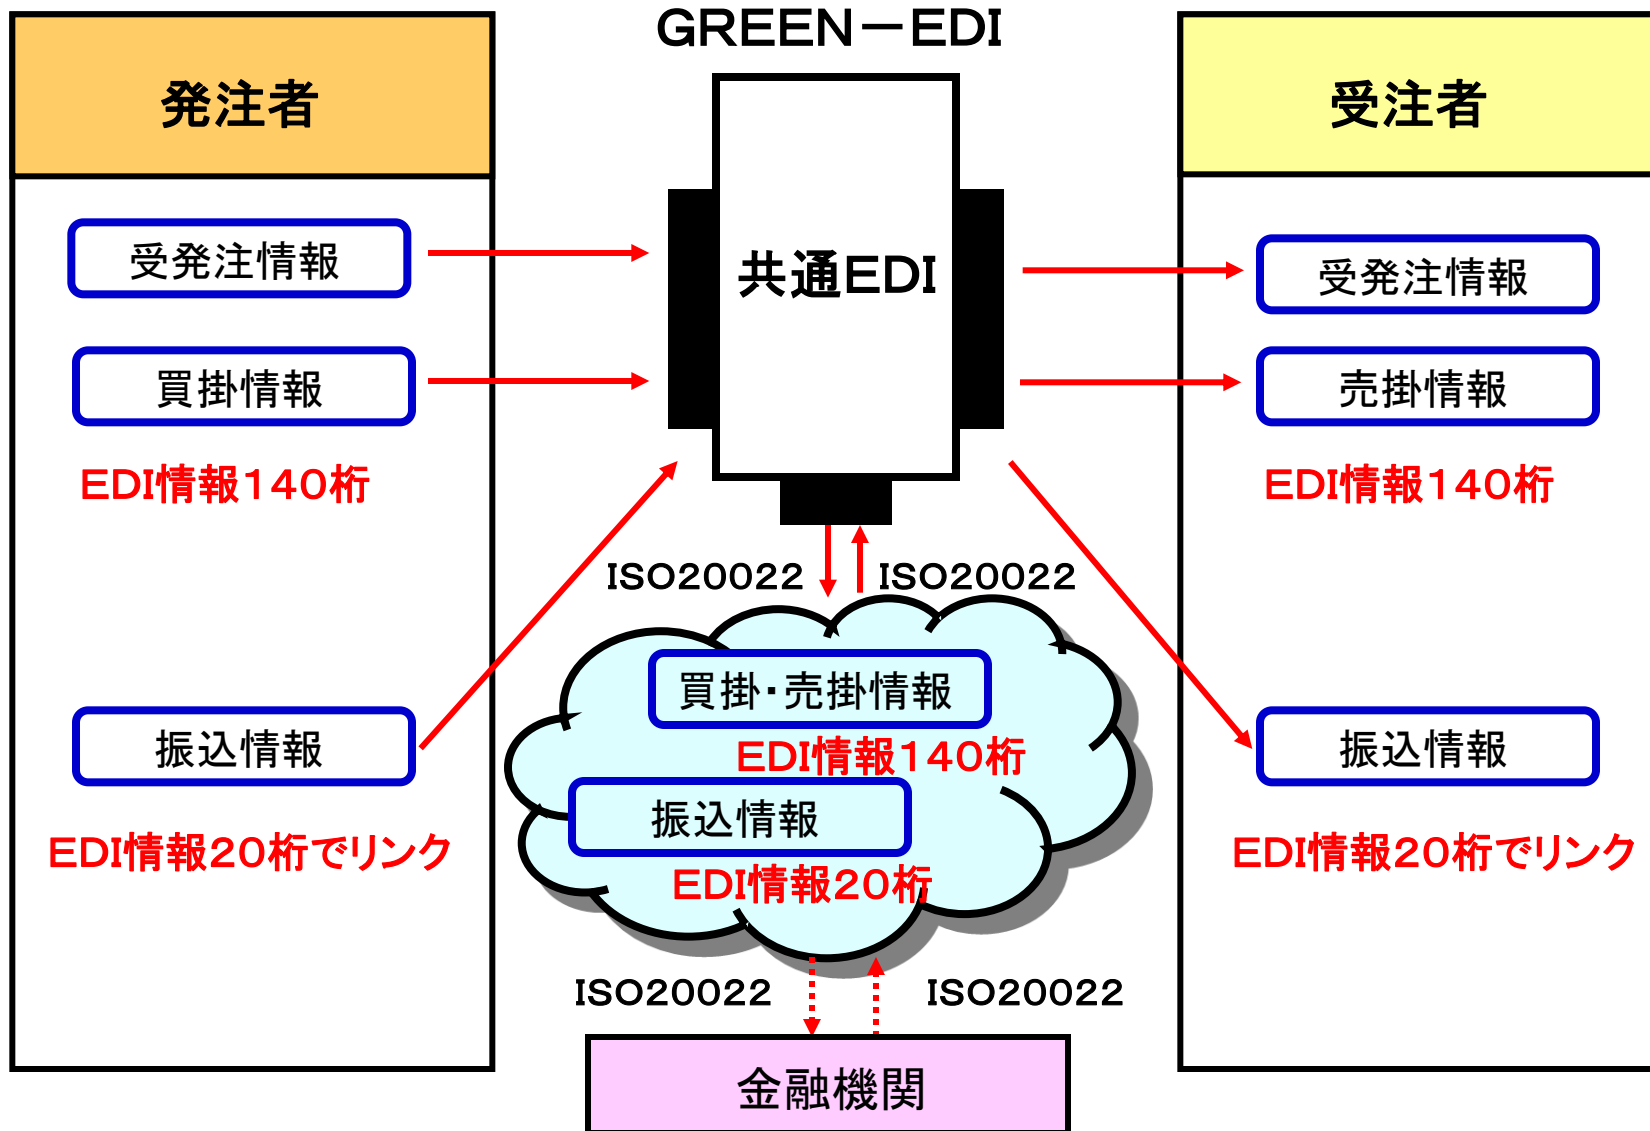 GREEN－EDI
発注者
受発注情報
買掛情報
EDI情報140桁
振込情報
EDI情報20桁でリンク
共通EDI
ISO20022
ISO20022
買掛・売掛情報
EDI情報140桁
振込情報
EDI情報20桁
ISO20022
ISO20022
金融機関
受注者
受発注情報
売掛情報
EDI情報140桁
振込情報
EDI情報20桁でリンク